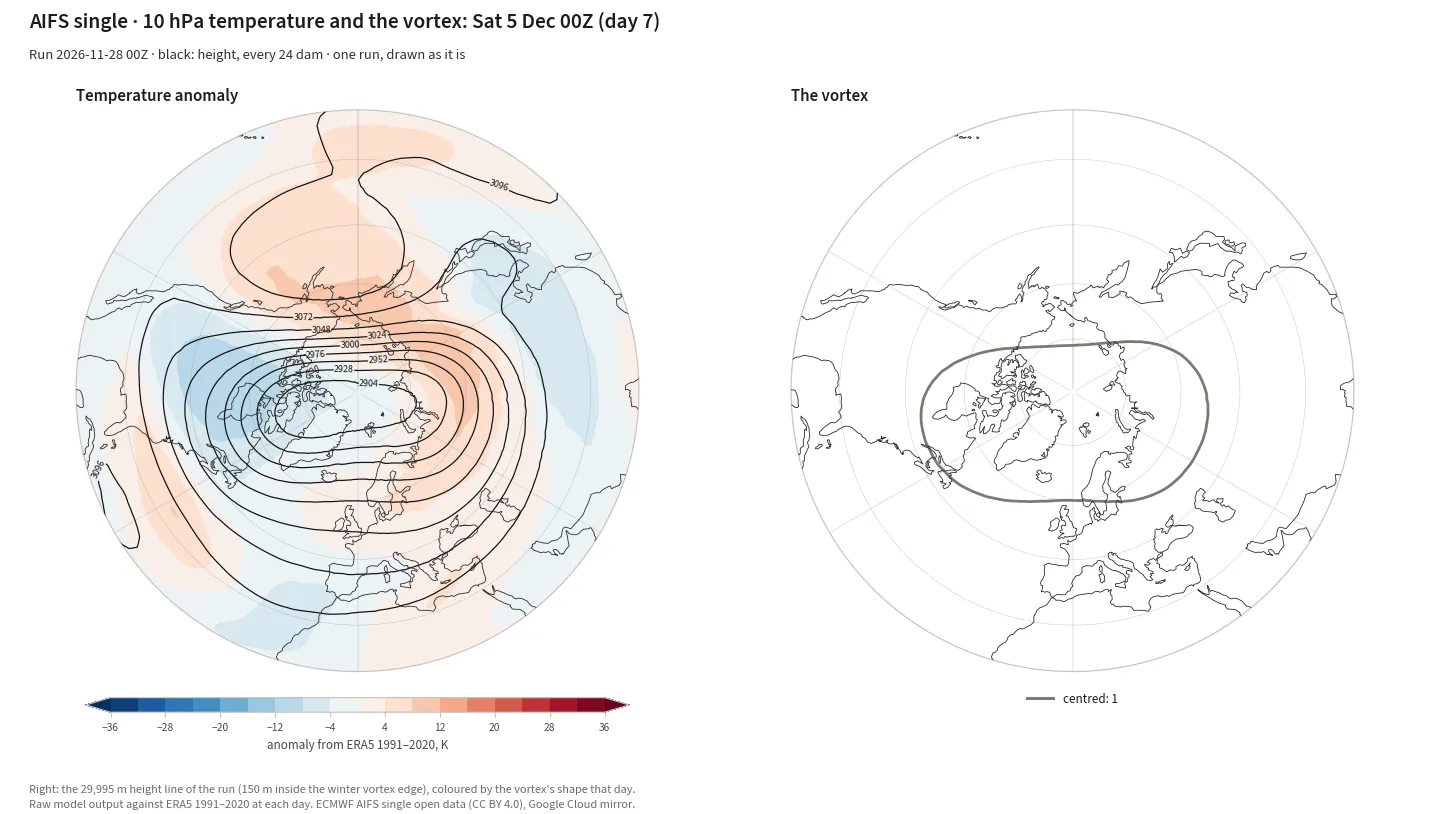 AIFS single · 10 hPa temperature and the vortex: Sat 5 Dec 00Z (day 7)
Run 2026-11-28 00Z · black: height, every 24 dam · one run, drawn as it is
Temperature anomaly
The vortex
3096
3072
3048
3024
3000
2976
2952
2928
2904
3096
centred: 1
−36 −28 −20 −12 −4 4 12 20 28 36
anomaly from ERA5 1991–2020, K
Right: the 29,995 m height line of the run (150 m inside the winter vortex edge), coloured by the vortex's shape that day.
Raw model output against ERA5 1991–2020 at each day. ECMWF AIFS single open data (CC BY 4.0), Google Cloud mirror.